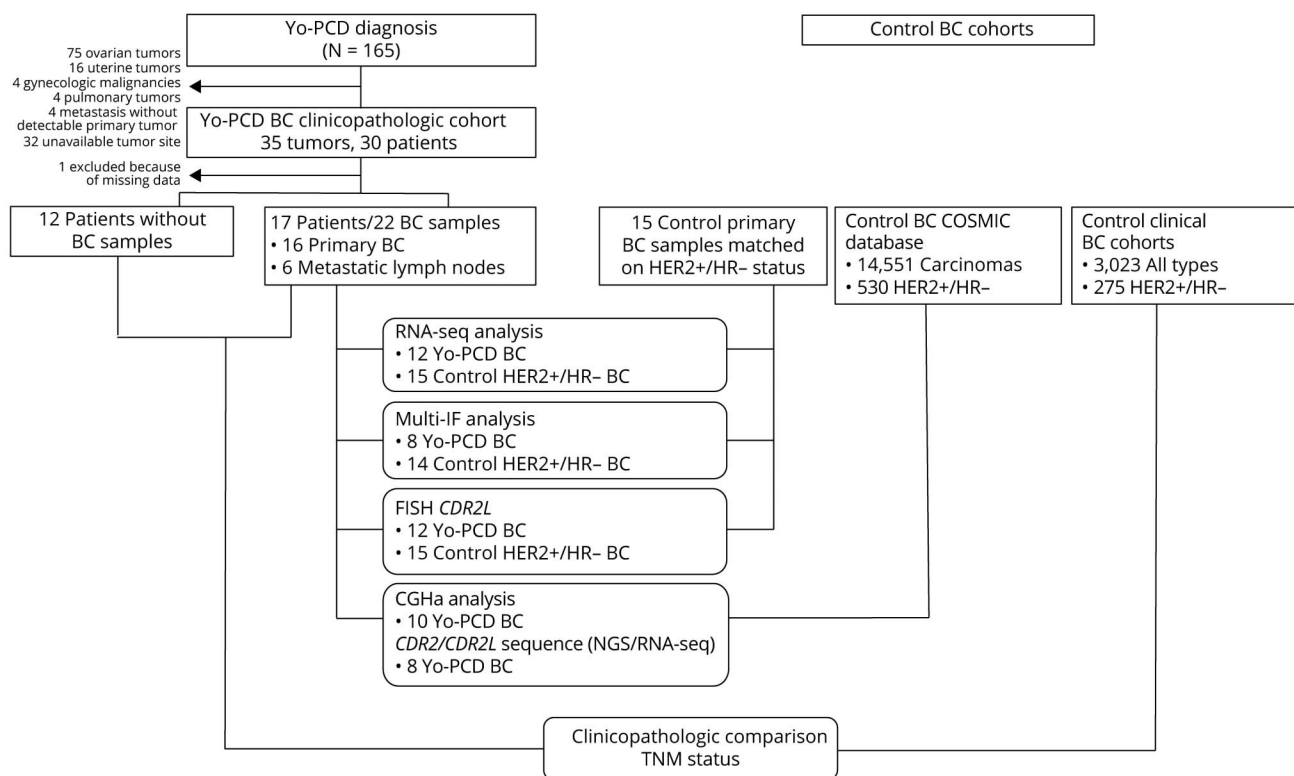 Yo-PCD diagnosis
(N = 165)
Control BC cohorts
75 ovarian tumors
16 uterine tumors
4 gynecologic malignancies
4 pulmonary tumors
4 metastasis without
detectable primary tumor
32 unavailable tumor site
Yo-PCD BC clinicopathologic cohort
35 tumors, 30 patients
1 excluded because
of missing data
12 Patients without
BC samples
17 Patients/22 BC samples
• 16 Primary BC
• 6 Metastatic lymph nodes
15 Control primary
BC samples matched
on HER2+/HR– status
Control BC COSMIC
database
• 14,551 Carcinomas
• 530 HER2+/HR–
Control clinical
BC cohorts
• 3,023 All types
• 275 HER2+/HR–
RNA-seq analysis
• 12 Yo-PCD BC
• 15 Control HER2+/HR– BC
Multi-IF analysis
• 8 Yo-PCD BC
• 14 Control HER2+/HR– BC
FISH CDR2L
• 12 Yo-PCD BC
• 15 Control HER2+/HR– BC
CGHa analysis
• 10 Yo-PCD BC
CDR2/CDR2L sequence (NGS/RNA-seq)
• 8 Yo-PCD BC
Clinicopathologic comparison
TNM status